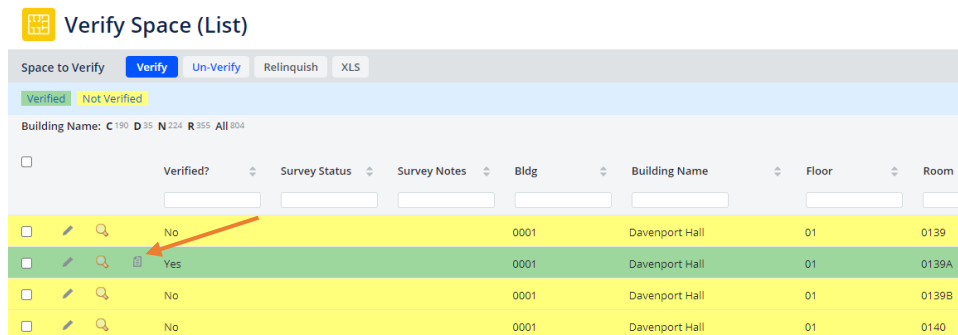 Verify Space (List)
Space to Verify Verify Un-Verify Relinquish XLS
Verified Not Verified
Building Name: C 190 D 35 N 224 R 355 All 804
Verified? Survey Status Survey Notes Bldg Building Name Floor Room
No 0001 Davenport Hall 01 0139
Yes 0001 Davenport Hall 01 0139A
No 0001 Davenport Hall 01 0139B
No 0001 Davenport Hall 01 0140